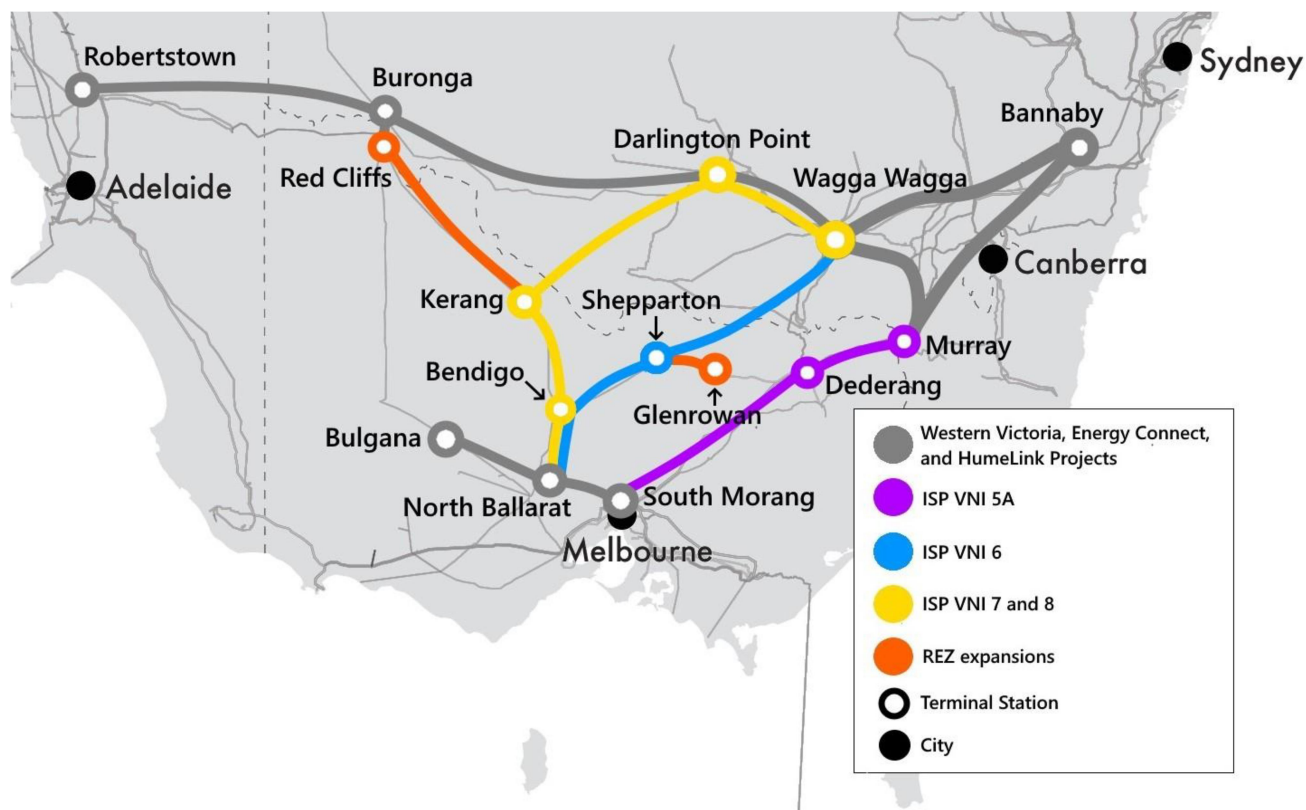 Robertstown
Buronga
Sydney
Bannaby
Darlington Point
Red Cliffs
Wagga Wagga
Adelaide
Canberra
Kerang
Shepparton
Murray
Bendigo
Dederang
Glenrowan
Bulgana
North Ballarat
South Morang
Melbourne
Western Victoria, Energy Connect,
and HumeLink Projects
ISP VNI 5A
ISP VNI 6
ISP VNI 7 and 8
REZ expansions
Terminal Station
City